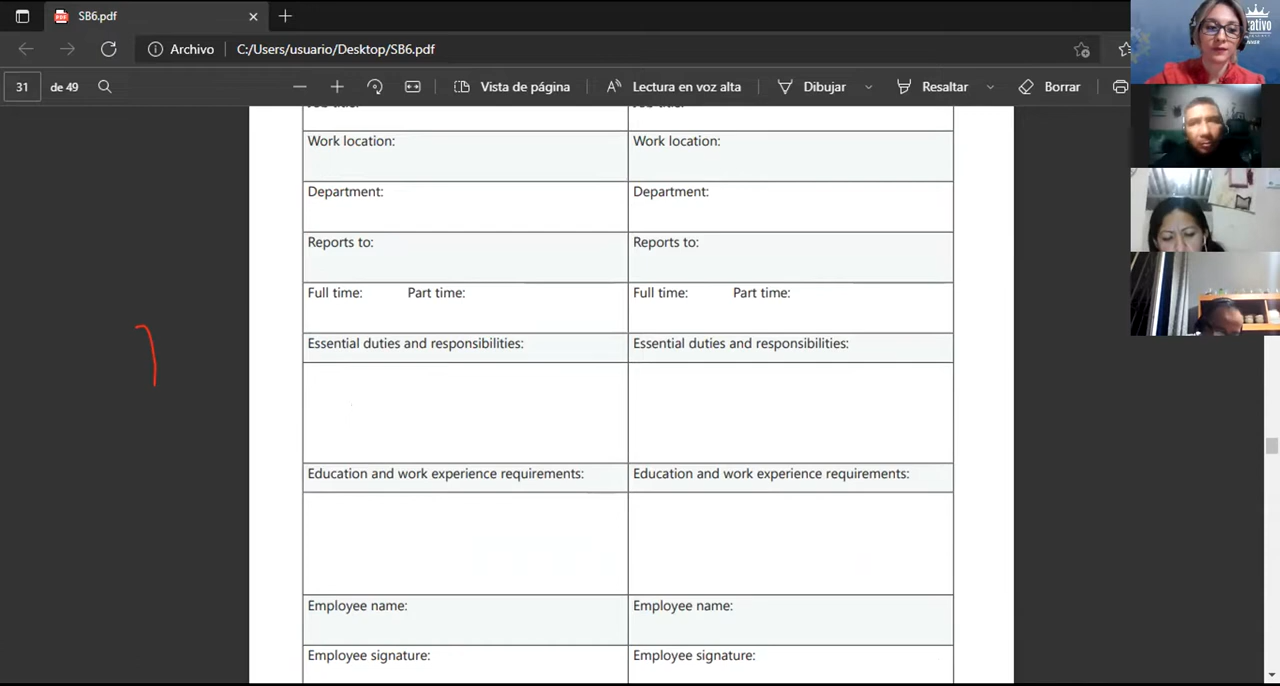 SB6.pdf
Archivo C:/Users/usuario/Desktop/SB6.pdf
31 de 49 Vista de página Lectura en voz alta Dibujar Resaltar Borrar
Work location: Work location:
Department: Department:
Reports to: Reports to:
Full time: Part time: Full time: Part time:
Essential duties and responsibilities: Essential duties and responsibilities:
Education and work experience requirements: Education and work experience requirements:
Employee name: Employee name:
Employee signature: Employee signature: